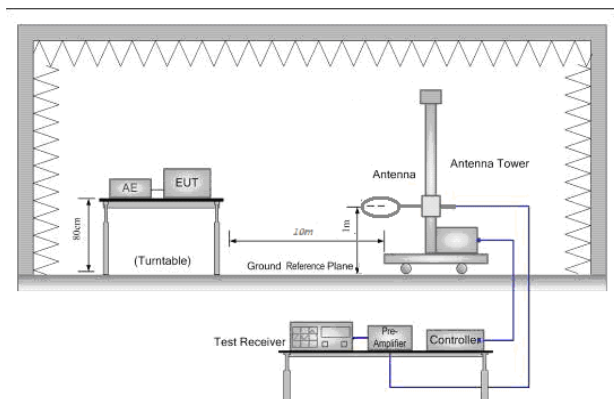 Antenna
Antenna Tower
AE
EUT
80cm
10m
1m
(Turntable)
Ground Reference Plane
Test Receiver
Pre-
Amplifier
Controller